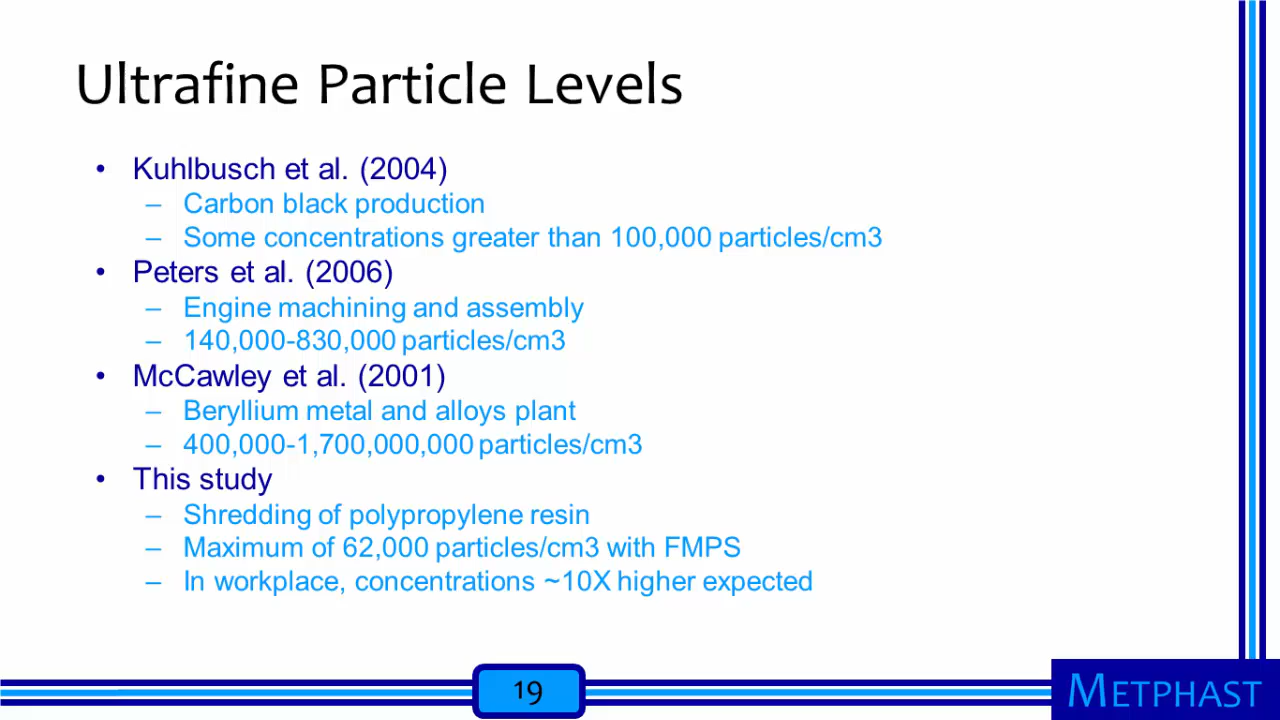 Ultrafine Particle Levels
• Kuhlbusch et al. (2004)
– Carbon black production
– Some concentrations greater than 100,000 particles/cm3
• Peters et al. (2006)
– Engine machining and assembly
– 140,000-830,000 particles/cm3
• McCawley et al. (2001)
– Beryllium metal and alloys plant
– 400,000-1,700,000,000 particles/cm3
• This study
– Shredding of polypropylene resin
– Maximum of 62,000 particles/cm3 with FMPS
– In workplace, concentrations ~10X higher expected
19
METPHAST